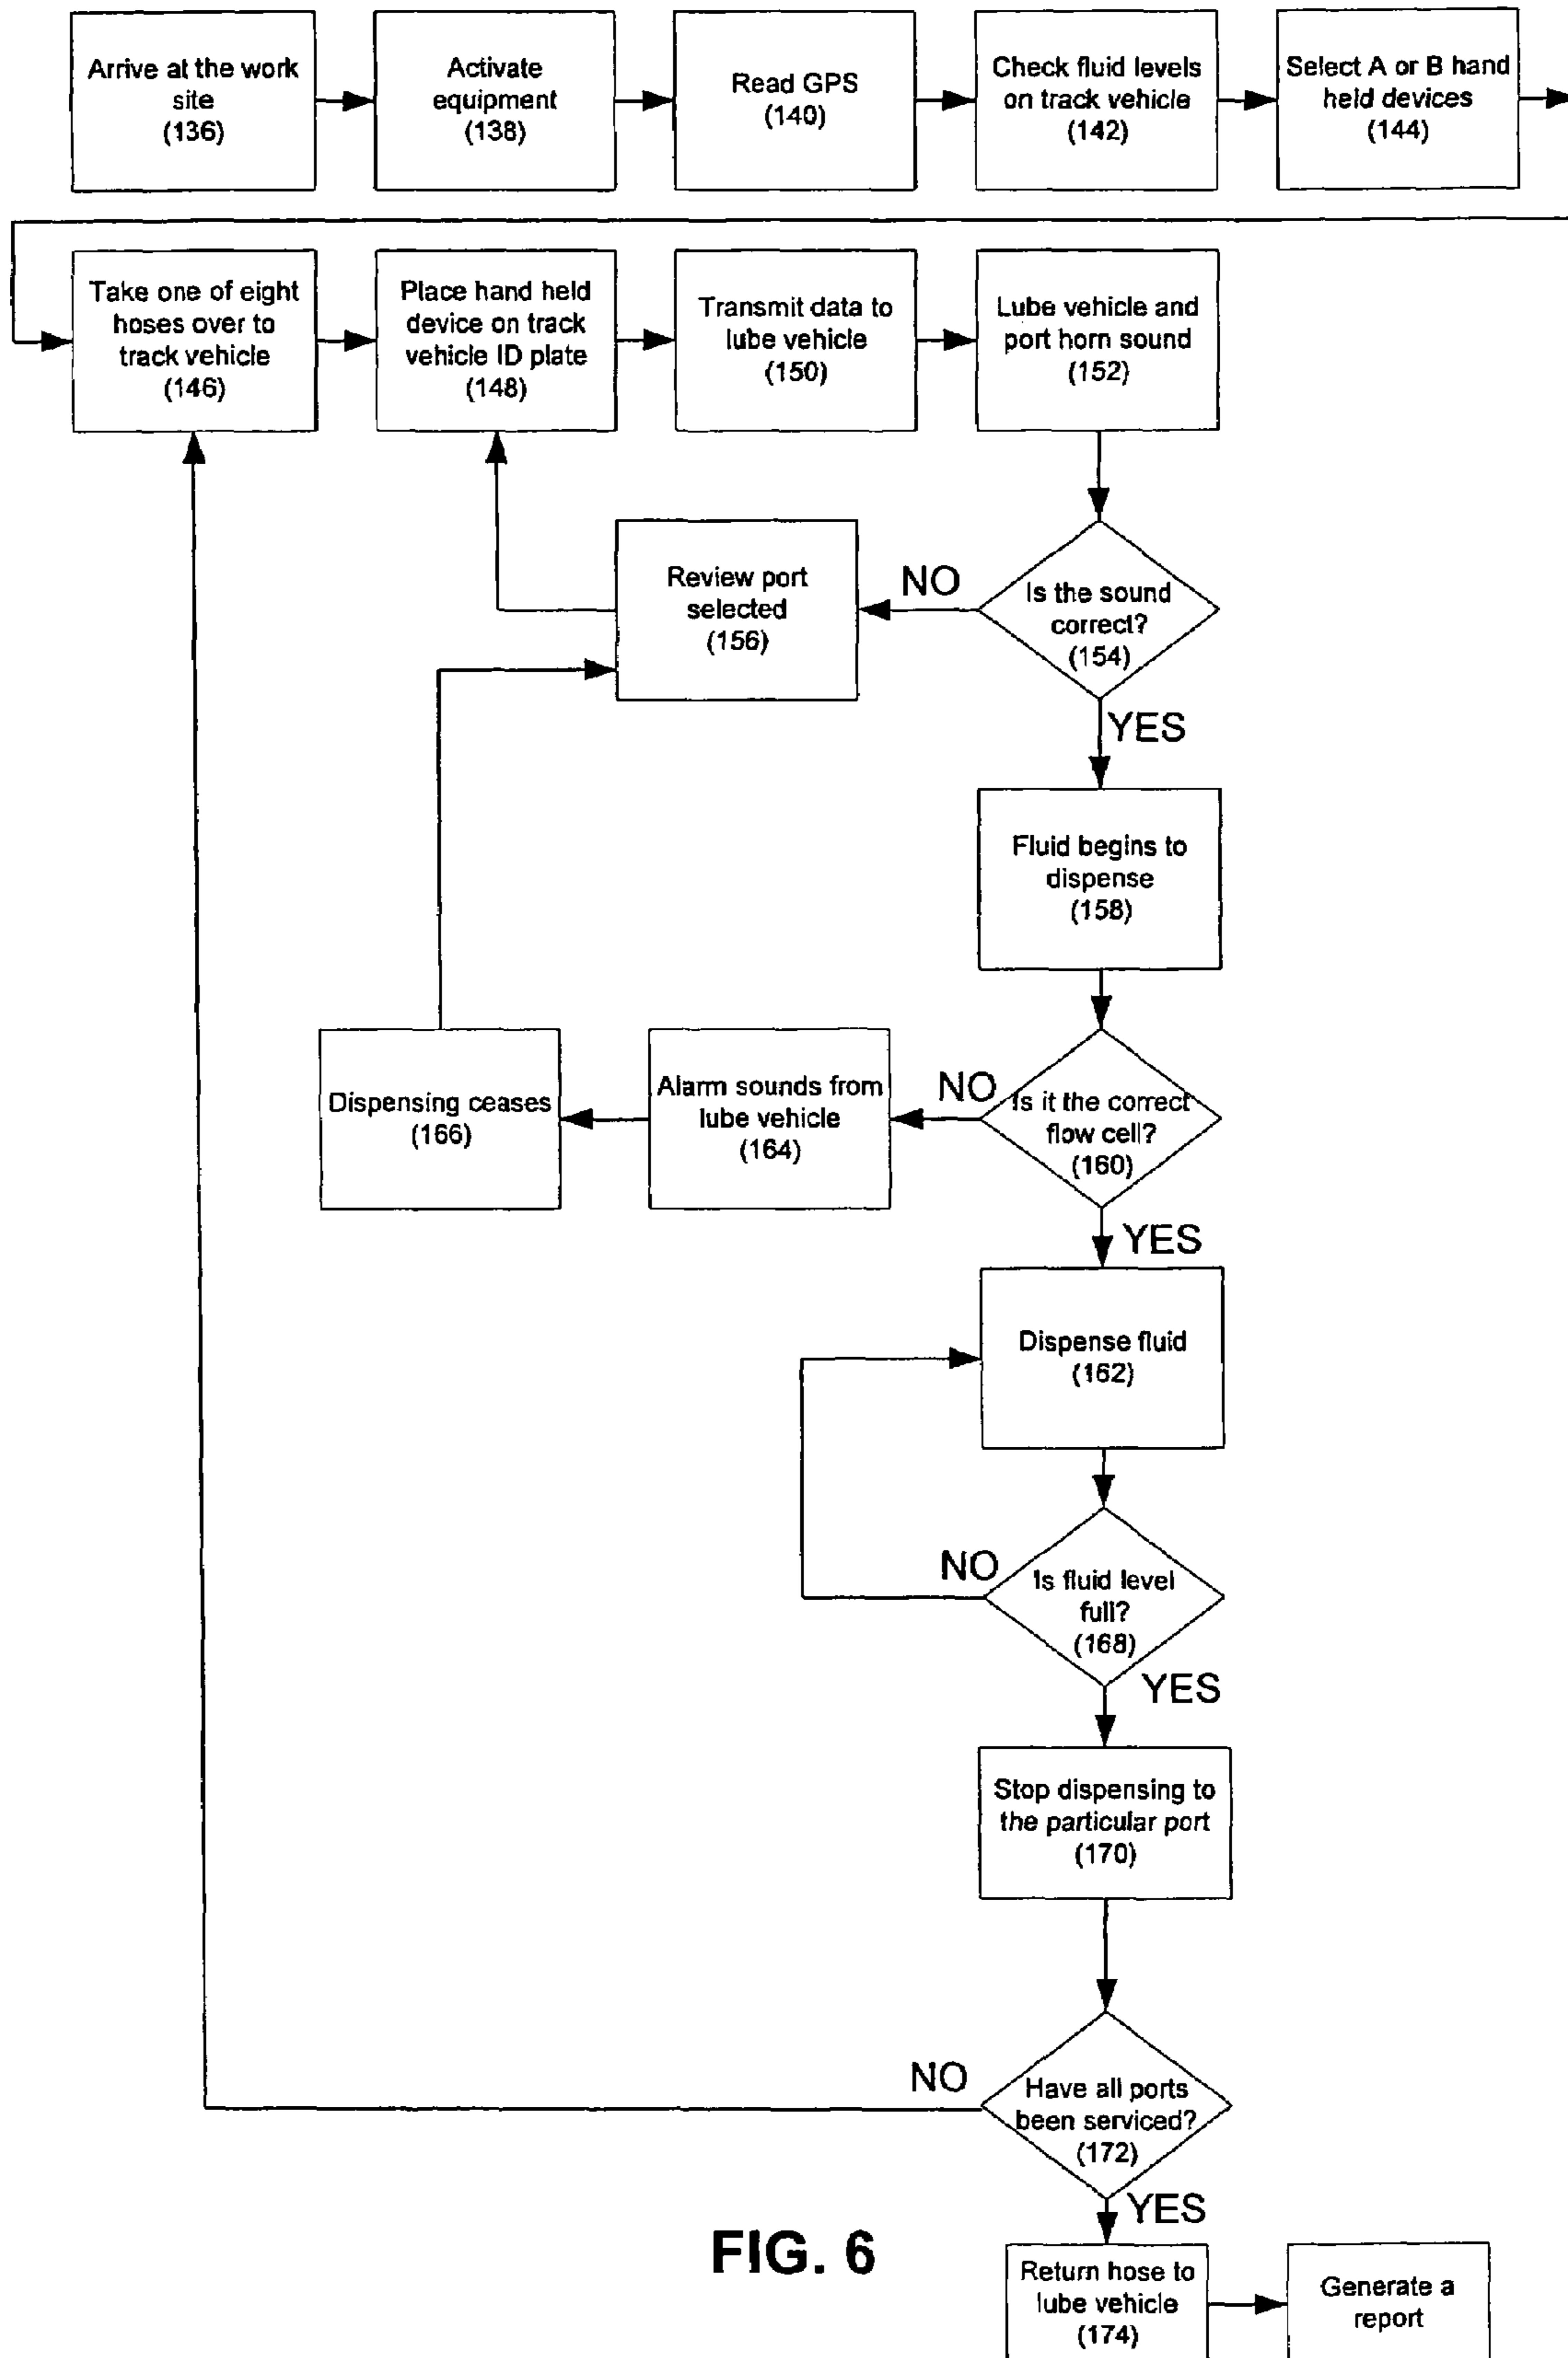 Arrive at the work
site
(136)
Activate
equipment
(138)
Read GPS
(140)
Check fluid levels
on track vehicle
(142)
Select A or B hand
held devices
(144)
Take one of eight
hoses over to
track vehicle
(146)
Place hand held
device on track
vehicle ID plate
(148)
Transmit data to
lube vehicle
(150)
Lube vehicle and
port horn sound
(152)
Is the sound
correct?
(154)
NO
Review port
selected
(156)
YES
Fluid begins to
dispense
(158)
Is it the correct
flow cell?
(160)
NO
Alarm sounds from
lube vehicle
(164)
Dispensing ceases
(166)
YES
Dispense fluid
(162)
Is fluid level
full?
(168)
NO
YES
Stop dispensing to
the particular port
(170)
Have all ports
been serviced?
(172)
NO
YES
Return hose to
lube vehicle
(174)
Generate a
report
FIG. 6